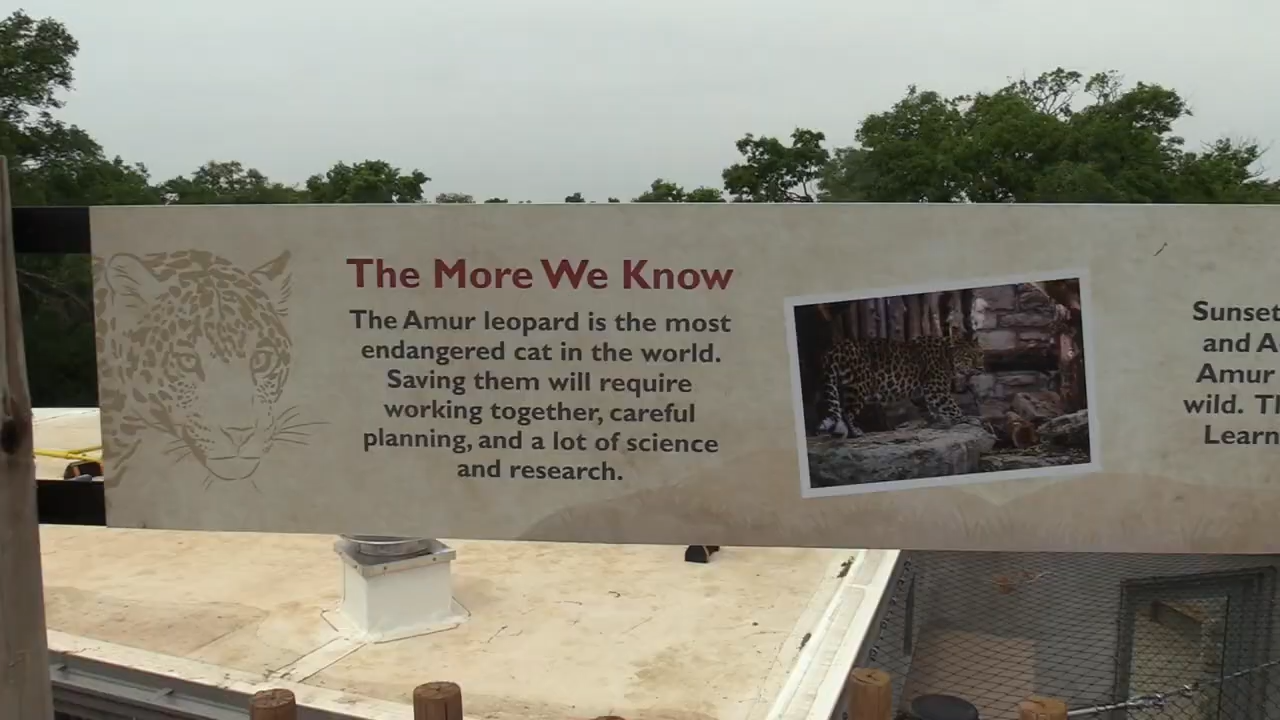 The More We Know
The Amur leopard is the most
endangered cat in the world.
Saving them will require
working together, careful
planning, and a lot of science
and research.
Sunset
and A
Amur
wild. Th
Learn